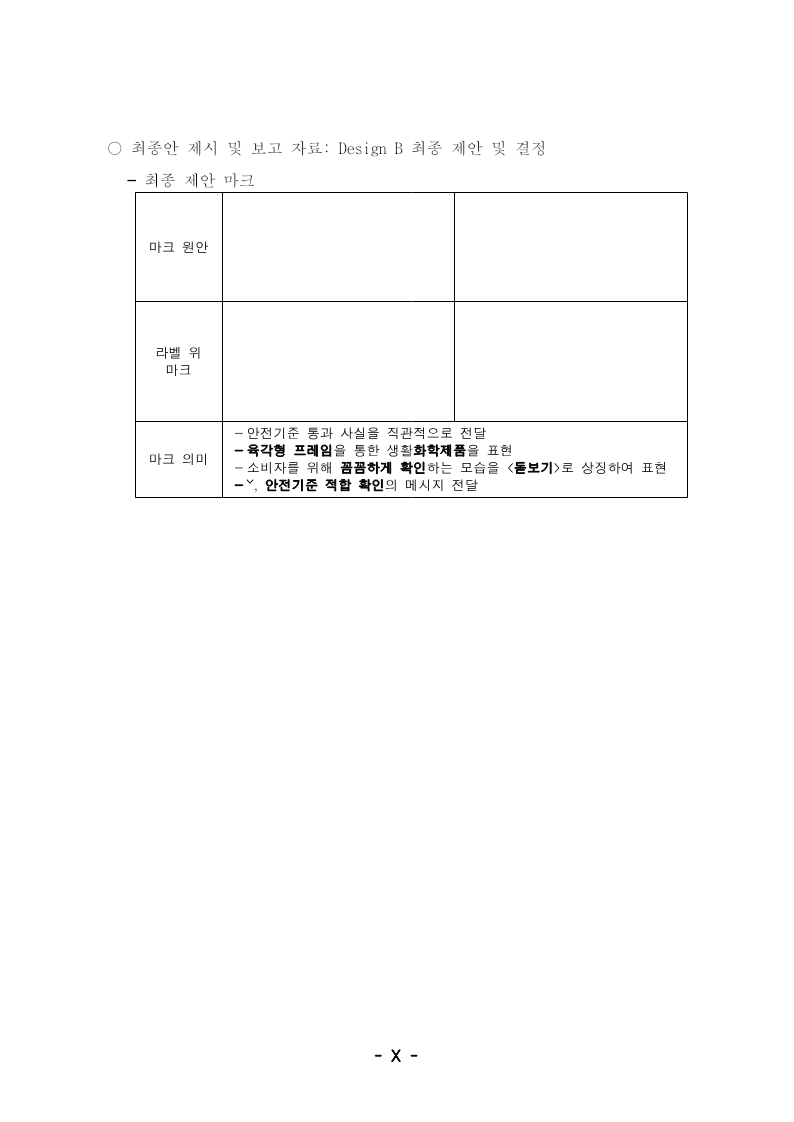 ○ 최종안 제시 및 보고 자료: Design B 최종 제안 및 결정
- 최종 제안 마크
마크 원안
라벨 위
마크
마크 의미
- 안전기준 통과 사실을 직관적으로 전달
- 육각형 프레임을 통한 생활화학제품을 표현
- 소비자를 위해 꼼꼼하게 확인하는 모습을 <돋보기>로 상징하여 표현
- ˅, 안전기준 적합 확인의 메시지 전달
- X -